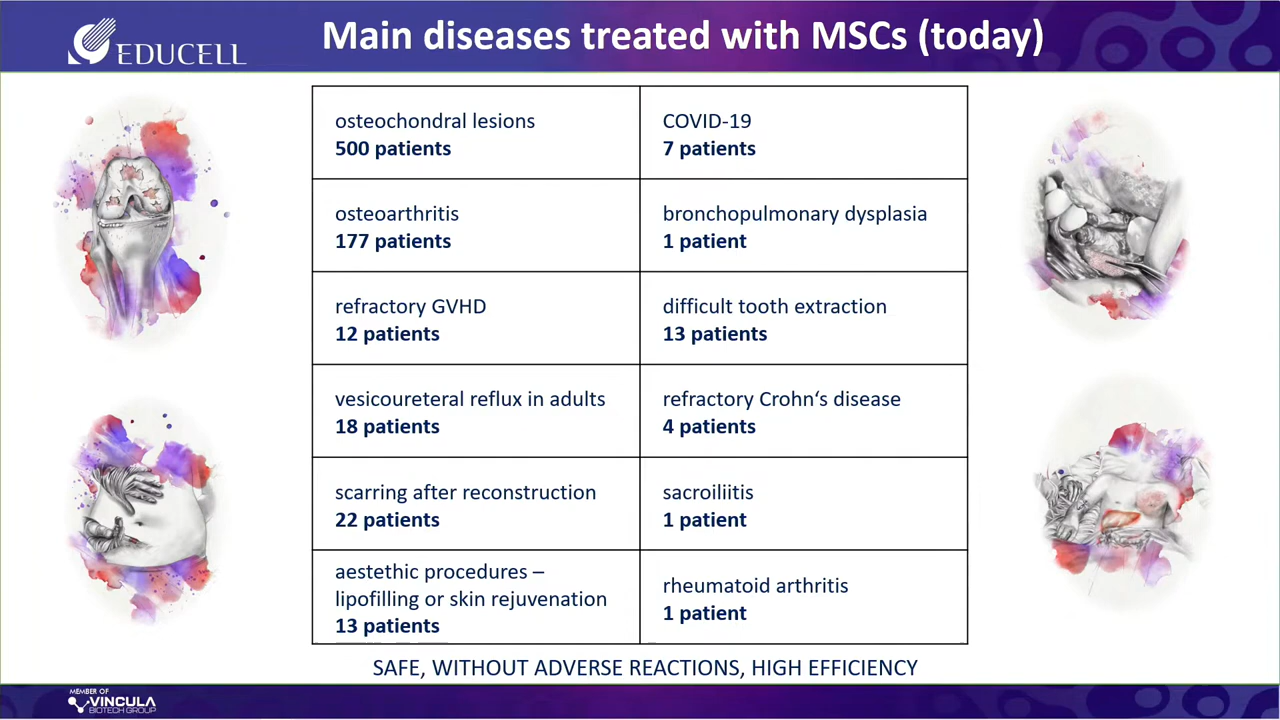 EDUCELL
Main diseases treated with MSCs (today)
osteochondral lesions
500 patients
COVID-19
7 patients
osteoarthritis
177 patients
bronchopulmonary dysplasia
1 patient
refractory GVHD
12 patients
difficult tooth extraction
13 patients
vesicoureteral reflux in adults
18 patients
refractory Crohn‘s disease
4 patients
scarring after reconstruction
22 patients
sacroiliitis
1 patient
aestethic procedures –
lipofilling or skin rejuvenation
13 patients
rheumatoid arthritis
1 patient
SAFE, WITHOUT ADVERSE REACTIONS, HIGH EFFICIENCY
MEMBER OF
VINCULA
BIOTECH GROUP